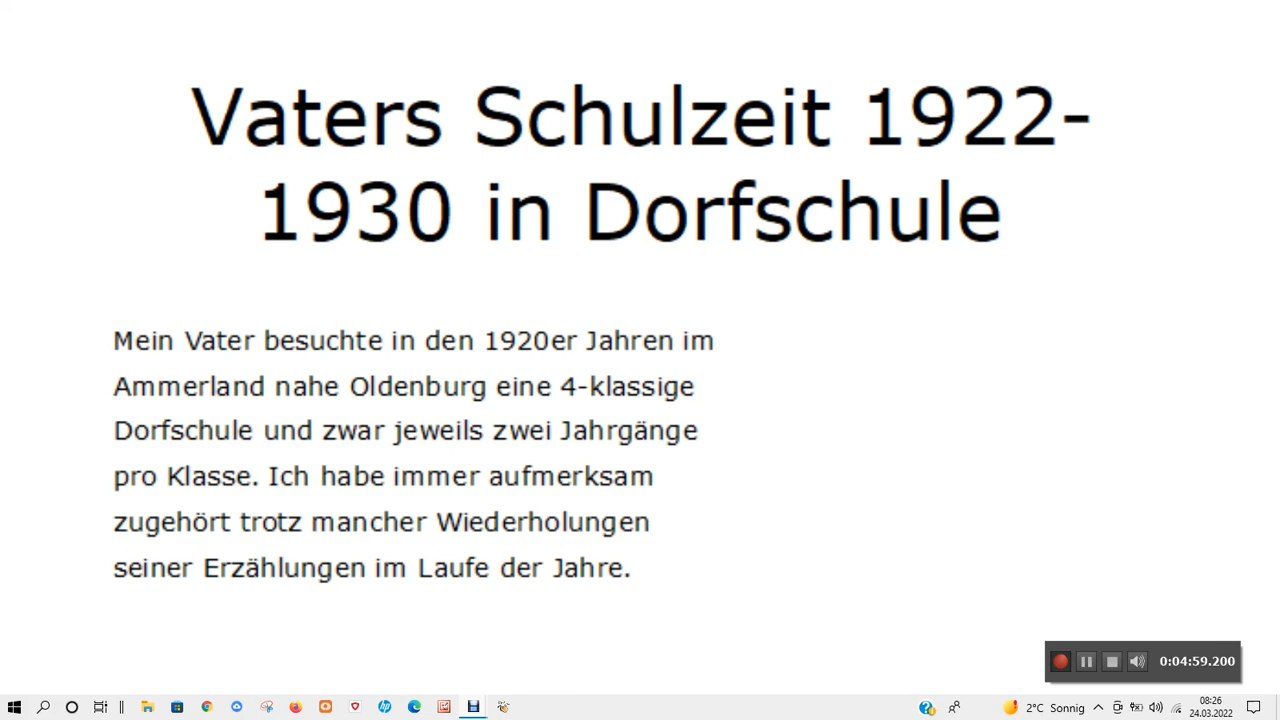 Vaters Schulzeit 1922-
1930 in Dorfschule
Mein Vater besuchte in den 1920er Jahren im
Ammerland nahe Oldenburg eine 4-klassige
Dorfschule und zwar jeweils zwei Jahrgänge
pro Klasse. Ich habe immer aufmerksam
zugehört trotz mancher Wiederholungen
seiner Erzählungen im Laufe der Jahre.
0:04:59.200
2°C Sonnig
08:26
24.03.2022